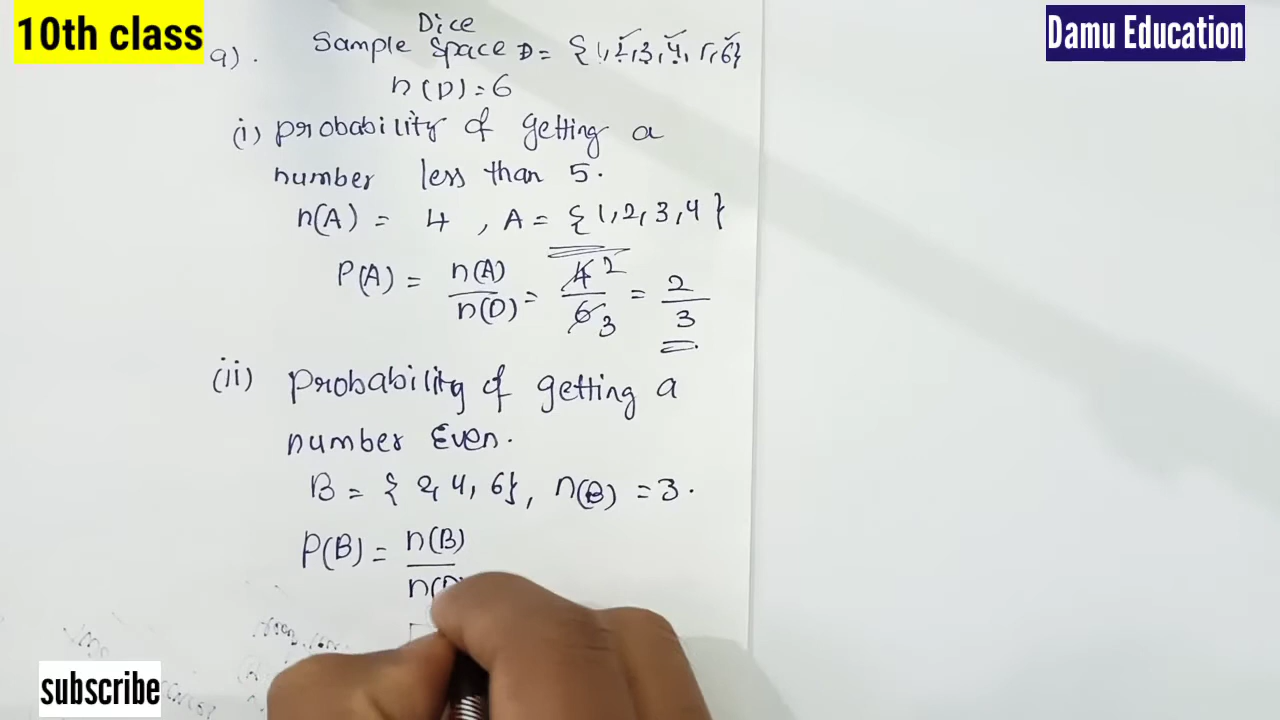 10th class
Damu Education
9). Dice
Sample Space D = {1,2,3,4,5,6}
n(D)=6
(i) probability of getting a
number less than 5.
n(A) = 4 , A = {1,2,3,4}
P(A) = n(A)/n(D) = 4/6 2/3 = 2/3
(ii) Probability of getting a
number Even.
B = {2,4,6}, n(B) = 3.
P(B) = n(B)/n(D)
subscribe